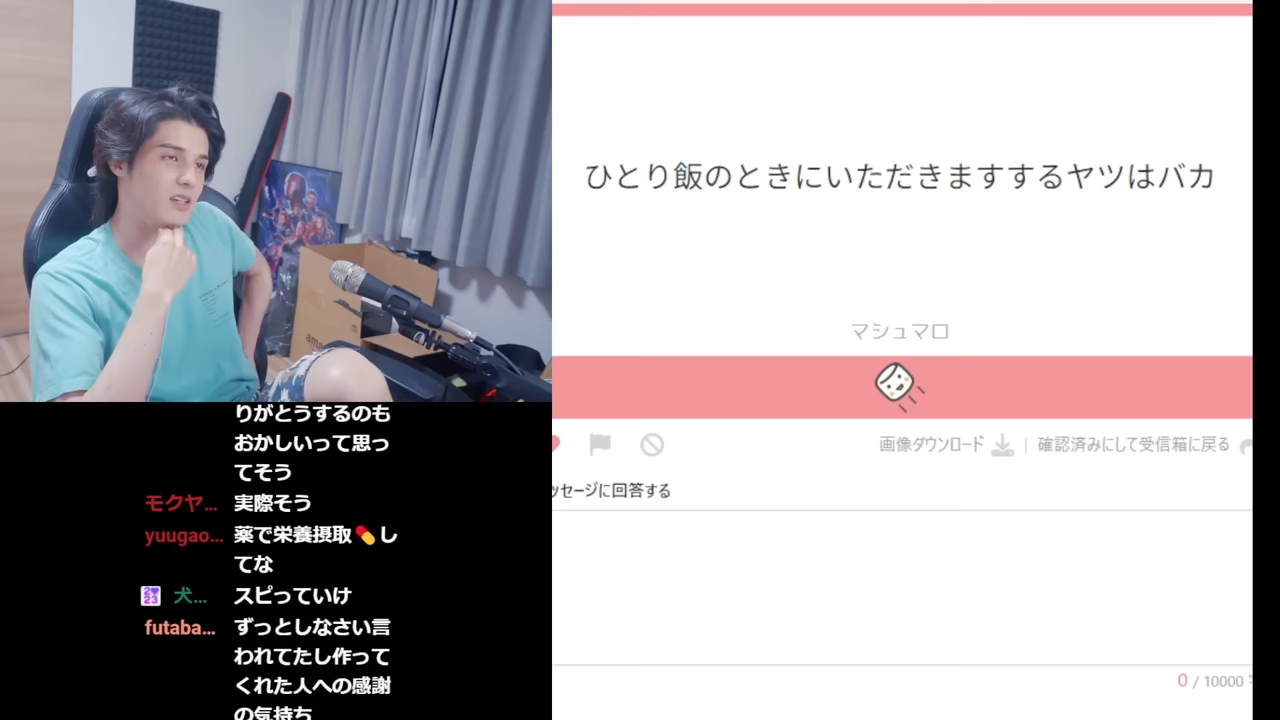 ひとり飯のときにいただきますするヤツはバカ
マシュマロ
画像ダウンロード | 確認済みにして受信箱に戻る
ッセージに回答する
0 / 10000
りがとうするのも
おかしいって思っ
てそう
モクヤ… 実際そう
yuugao… 薬で栄養摂取💊し
てな
犬… スピっていけ
futaba… ずっとしなさい言
われてたし作って
くれた人への感謝
の気持ち